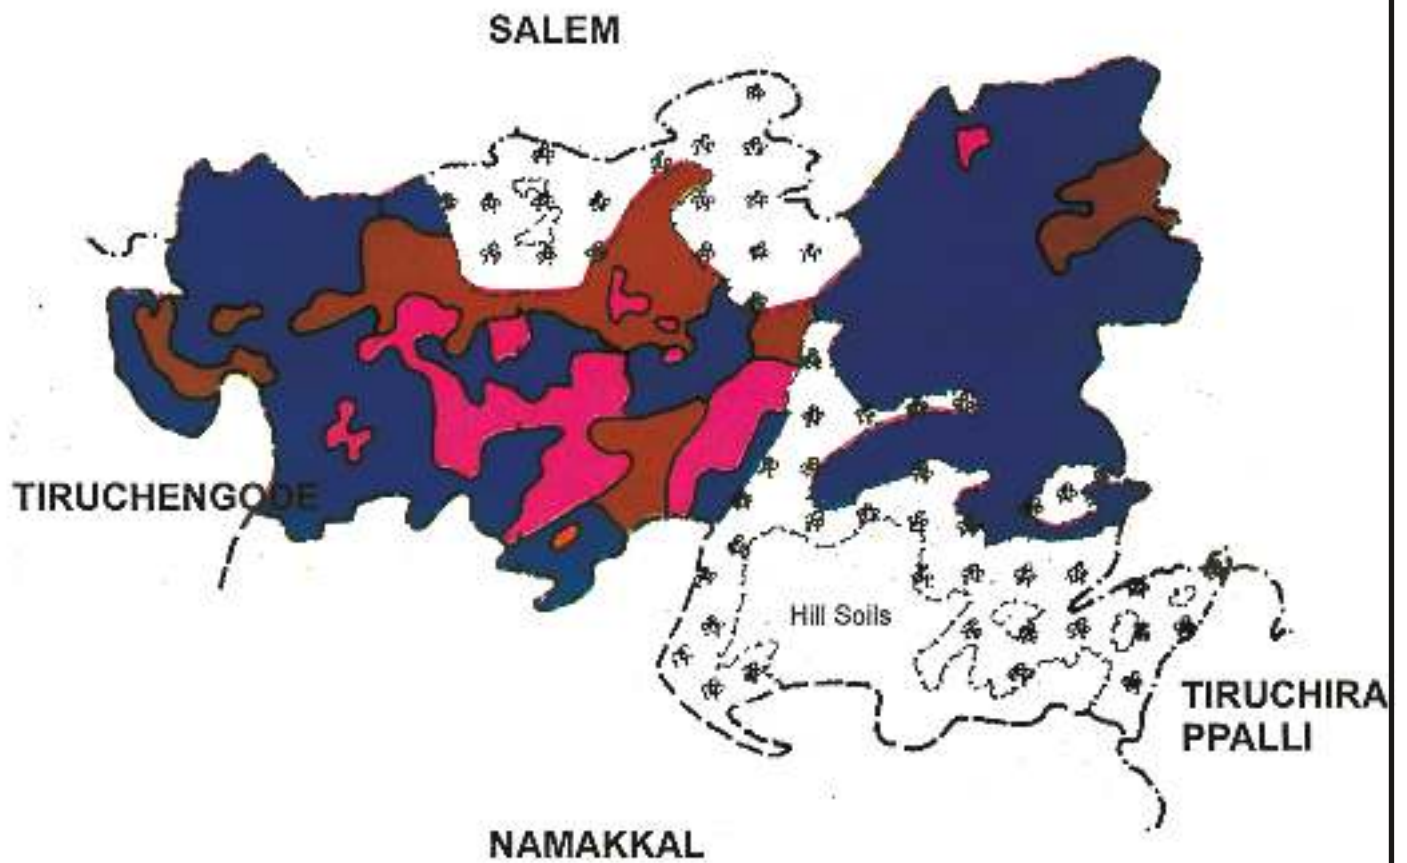 SALEM
TIRUCHENGODE
Hill Soils
TIRUCHIRA
PPALLI
NAMAKKAL